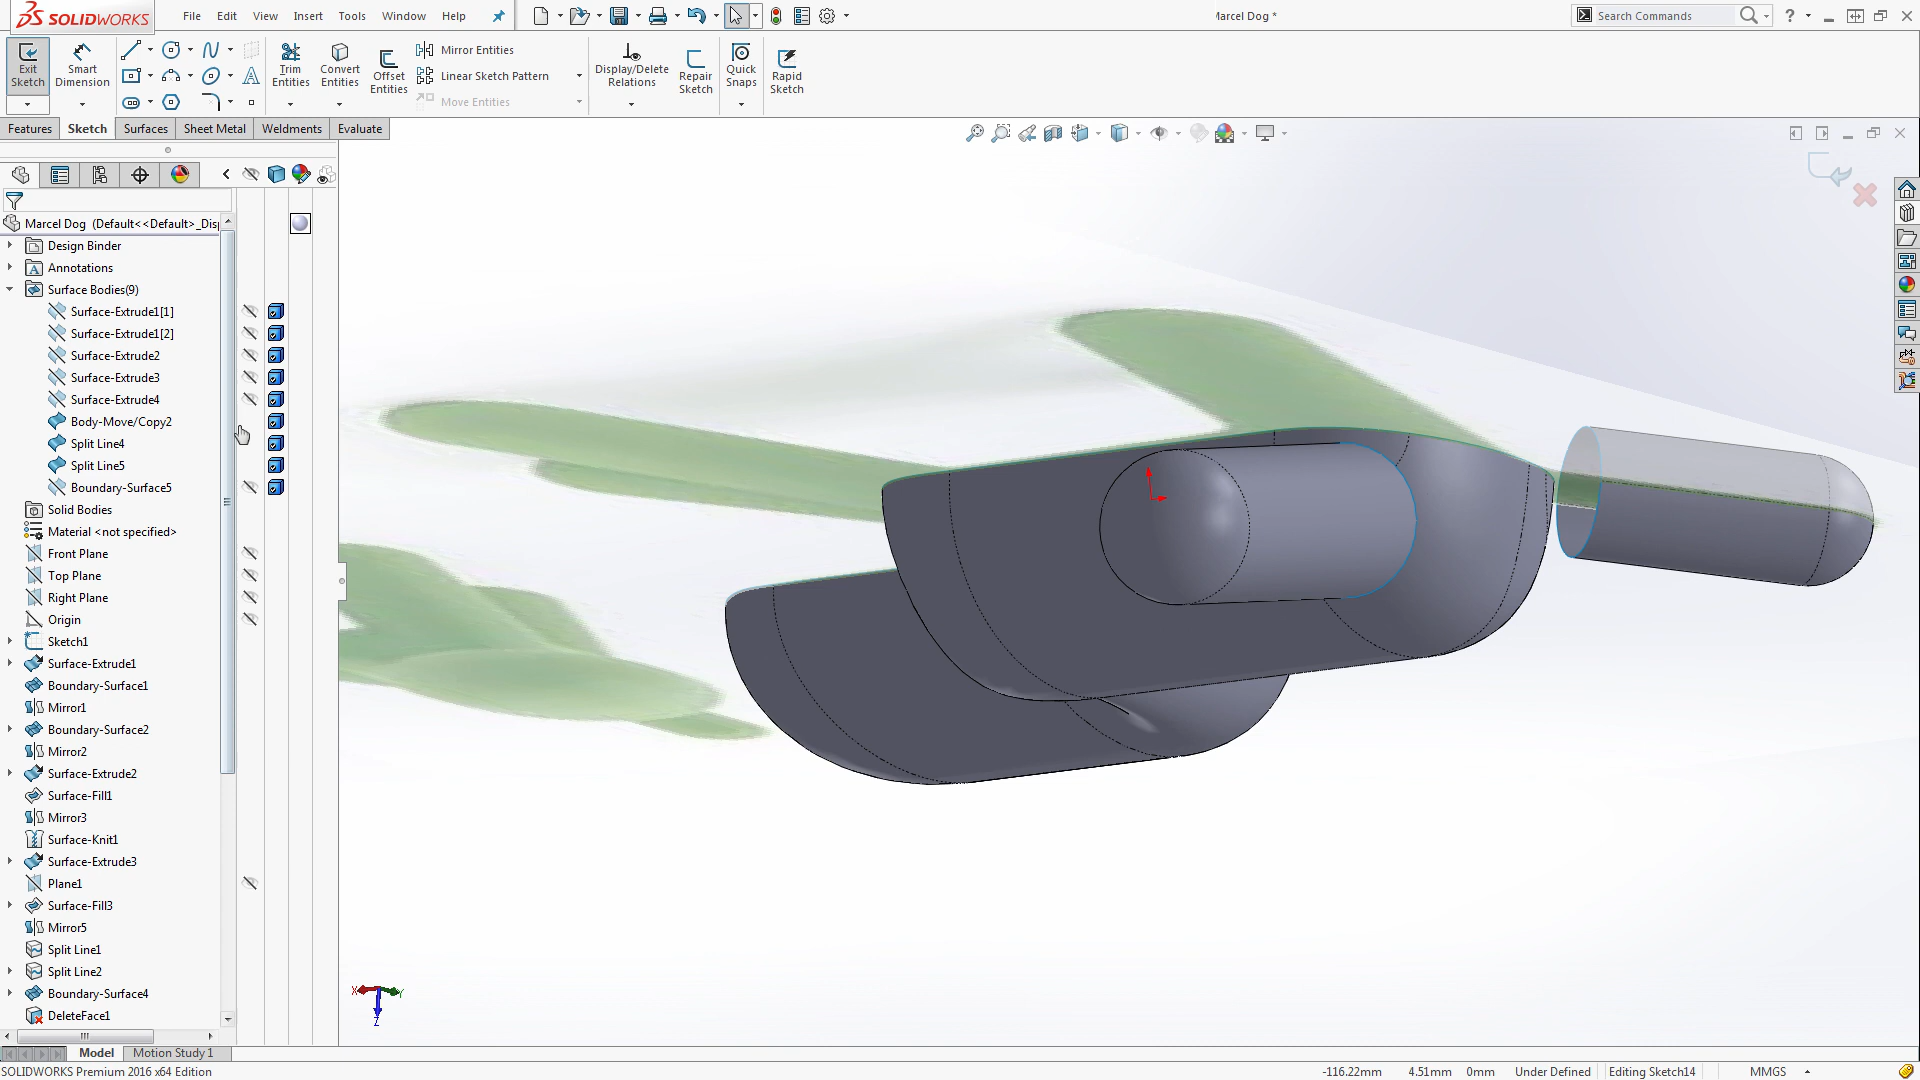 SOLIDWORKS File Edit View Insert Tools Window Help Marcel Dog * Search Commands
Exit Sketch Smart Dimension Trim Entities Convert Entities Offset Entities Mirror Entities Linear Sketch Pattern Move Entities Display/Delete Relations Repair Sketch Quick Snaps Rapid Sketch
Features Sketch Surfaces Sheet Metal Weldments Evaluate
Marcel Dog (Default<<Default>_Disp
Design Binder
Annotations
Surface Bodies(9)
Surface-Extrude1[1]
Surface-Extrude1[2]
Surface-Extrude2
Surface-Extrude3
Surface-Extrude4
Body-Move/Copy2
Split Line4
Split Line5
Boundary-Surface5
Solid Bodies
Material <not specified>
Front Plane
Top Plane
Right Plane
Origin
Sketch1
Surface-Extrude1
Boundary-Surface1
Mirror1
Boundary-Surface2
Mirror2
Surface-Extrude2
Surface-Fill1
Mirror3
Surface-Knit1
Surface-Extrude3
Plane1
Surface-Fill3
Mirror5
Split Line1
Split Line2
Boundary-Surface4
DeleteFace1
X Y
Z
Model Motion Study 1
SOLIDWORKS Premium 2016 x64 Edition -116.22mm 4.51mm 0mm Under Defined Editing Sketch14 MMGS